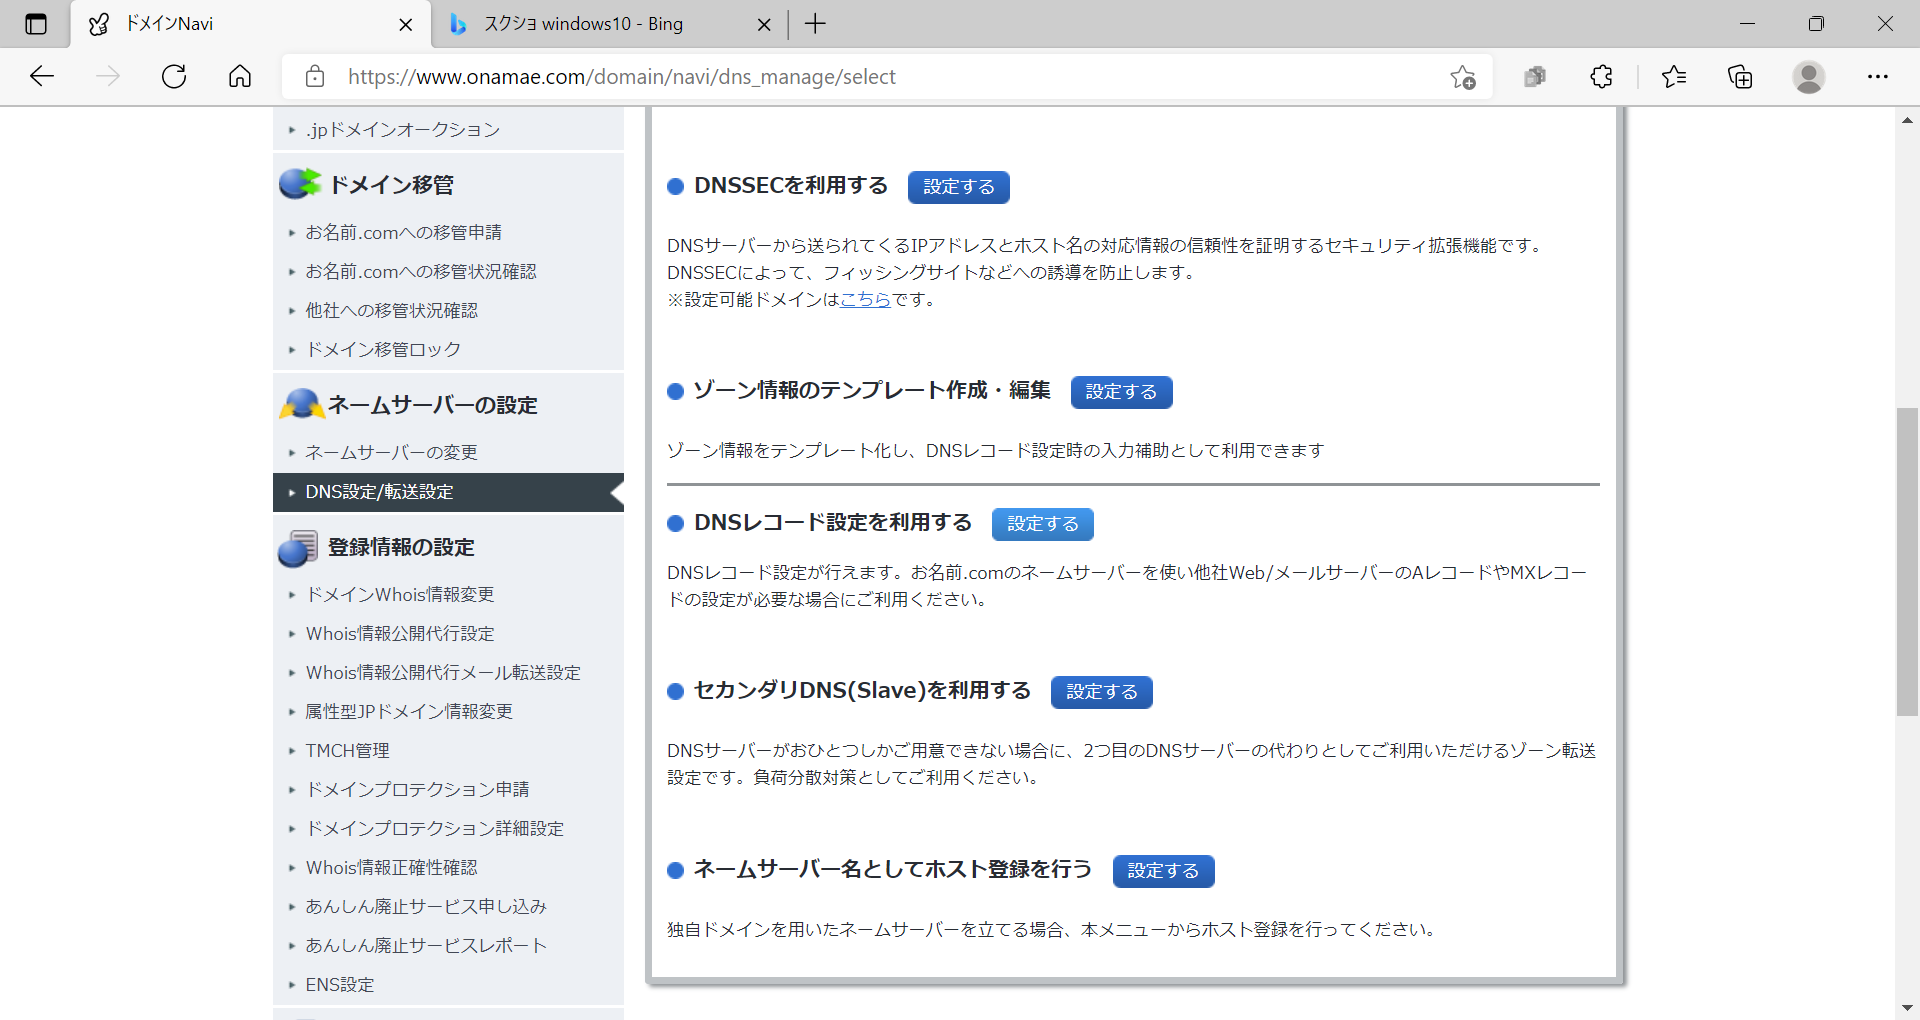 ドメインNavi
スクショ windows10 - Bing
https://www.onamae.com/domain/navi/dns_manage/select
.jpドメインオークション
ドメイン移管
お名前.comへの移管申請
お名前.comへの移管状況確認
他社への移管状況確認
ドメイン移管ロック
ネームサーバーの設定
ネームサーバーの変更
DNS設定/転送設定
登録情報の設定
ドメインWhois情報変更
Whois情報公開代行設定
Whois情報公開代行メール転送設定
属性型JPドメイン情報変更
TMCH管理
ドメインプロテクション申請
ドメインプロテクション詳細設定
Whois情報正確性確認
あんしん廃止サービス申し込み
あんしん廃止サービスレポート
ENS設定
DNSSECを利用する 設定する
DNSサーバーから送られてくるIPアドレスとホスト名の対応情報の信頼性を証明するセキュリティ拡張機能です。
DNSSECによって、フィッシングサイトなどへの誘導を防止します。
※設定可能ドメインはこちらです。
ゾーン情報のテンプレート作成・編集 設定する
ゾーン情報をテンプレート化し、DNSレコード設定時の入力補助として利用できます
DNSレコード設定を利用する 設定する
DNSレコード設定が行えます。お名前.comのネームサーバーを使い他社Web/メールサーバーのAレコードやMXレコー
ドの設定が必要な場合にご利用ください。
セカンダリDNS(Slave)を利用する 設定する
DNSサーバーがおひとつしかご用意できない場合に、2つ目のDNSサーバーの代わりとしてご利用いただけるゾーン転送
設定です。負荷分散対策としてご利用ください。
ネームサーバー名としてホスト登録を行う 設定する
独自ドメインを用いたネームサーバーを立てる場合、本メニューからホスト登録を行ってください。